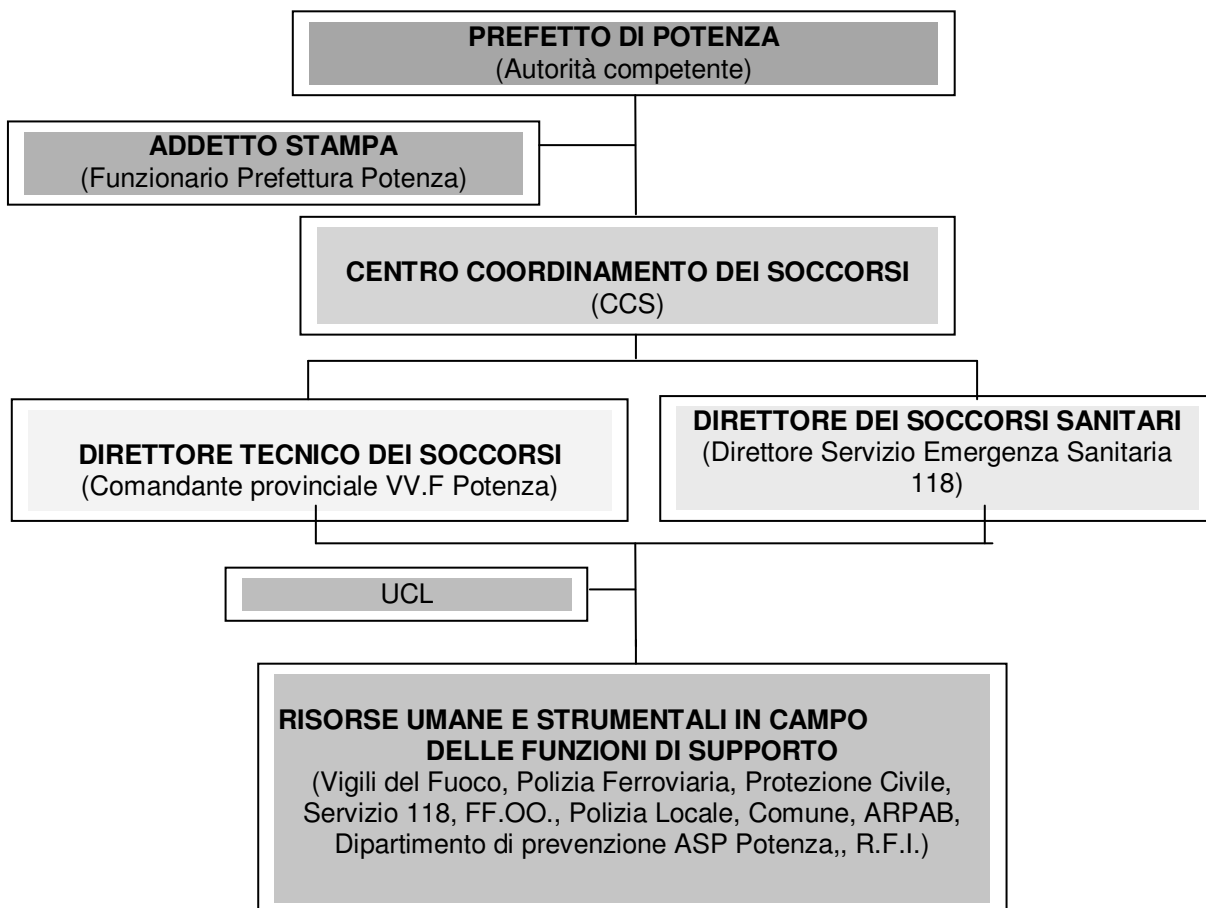 PREFETTO DI POTENZA
(Autorità competente)
ADDETTO STAMPA
(Funzionario Prefettura Potenza)
CENTRO COORDINAMENTO DEI SOCCORSI
(CCS)
DIRETTORE TECNICO DEI SOCCORSI
(Comandante provinciale VV.F Potenza)
DIRETTORE DEI SOCCORSI SANITARI
(Direttore Servizio Emergenza Sanitaria
118)
UCL
RISORSE UMANE E STRUMENTALI IN CAMPO
DELLE FUNZIONI DI SUPPORTO
(Vigili del Fuoco, Polizia Ferroviaria, Protezione Civile,
Servizio 118, FF.OO., Polizia Locale, Comune, ARPAB,
Dipartimento di prevenzione ASP Potenza,, R.F.I.)